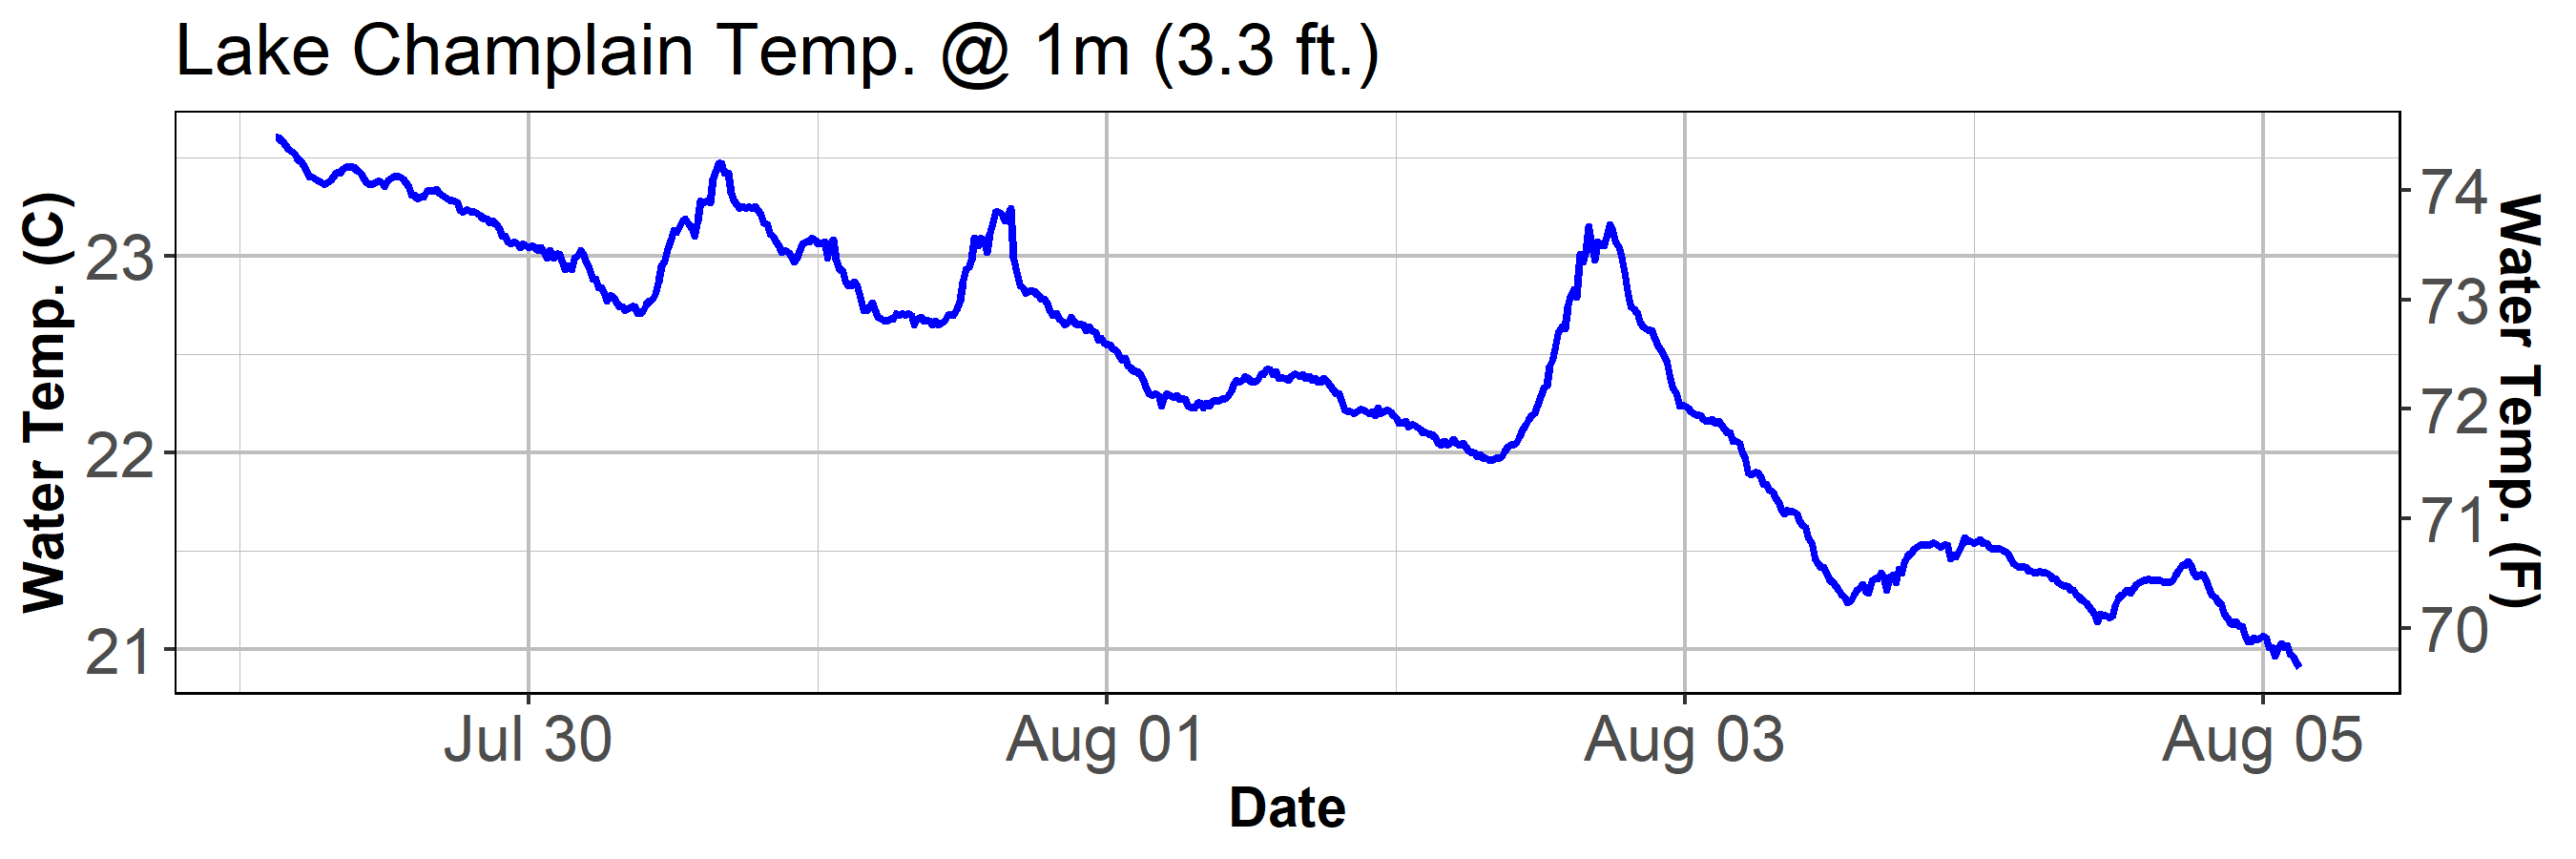 Lake Champlain Temp. @ 1m (3.3 ft.)
Water Temp. (C)
23
22
21
74
73
72
71
70
Water Temp. (F)
Jul 30
Aug 01
Aug 03
Aug 05
Date